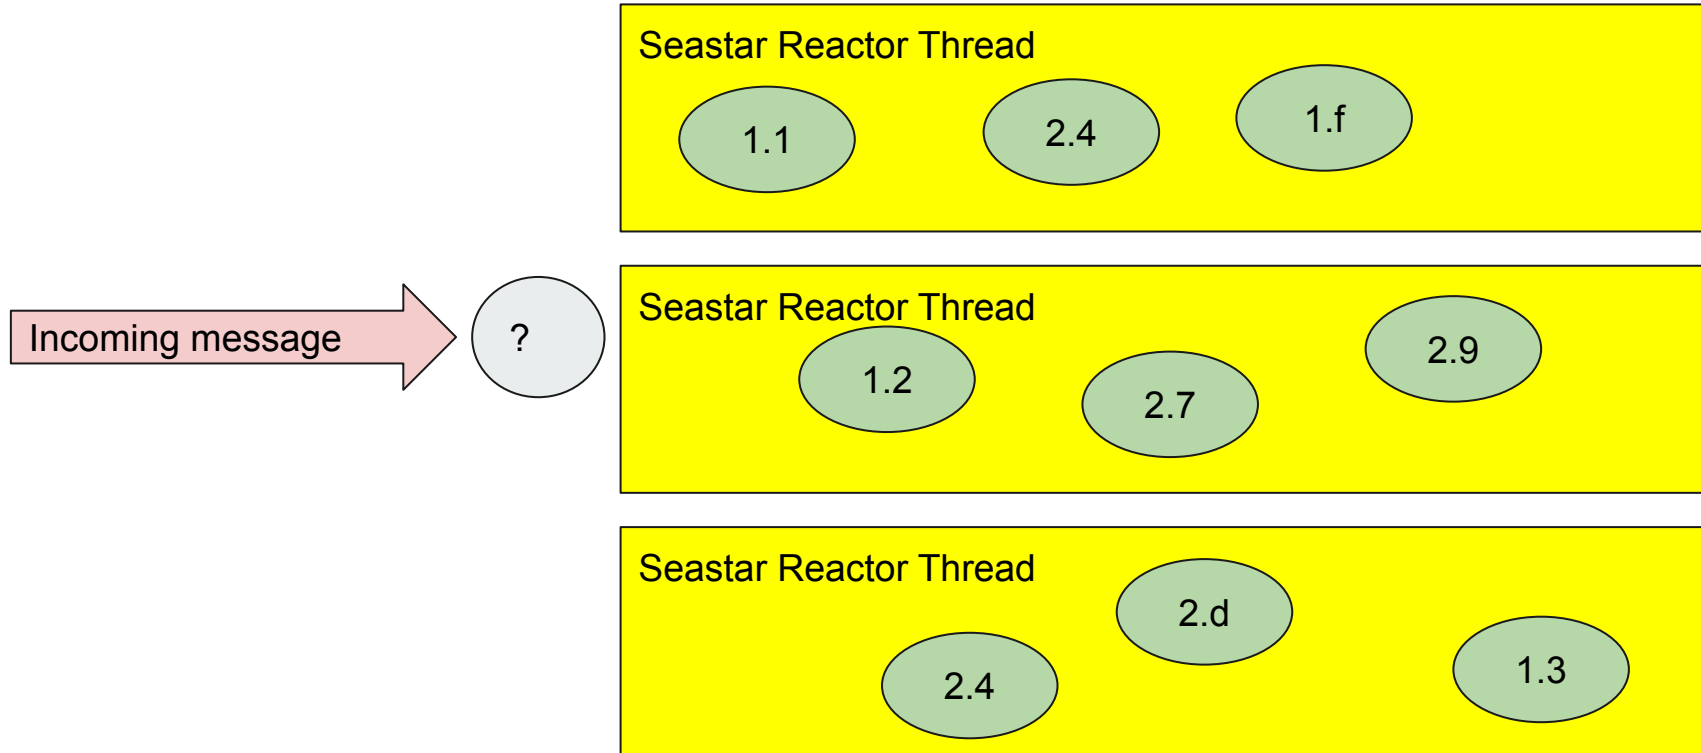 Seastar Reactor Thread
1.1
2.4
1.f
Incoming message
?
Seastar Reactor Thread
1.2
2.7
2.9
Seastar Reactor Thread
2.4
2.d
1.3